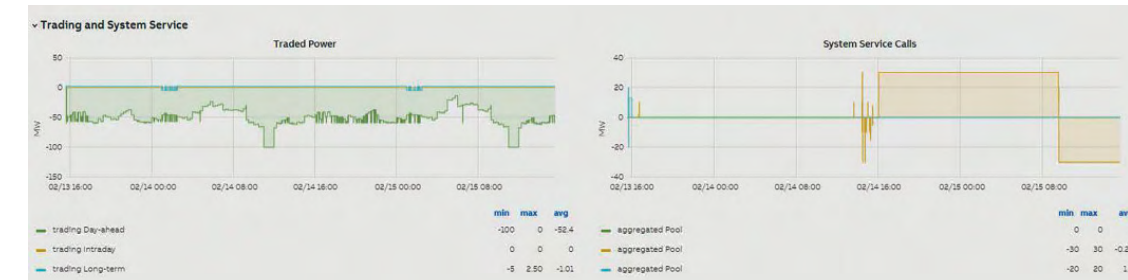 Trading and System Service
Traded Power
50
0
-50
-100
-150
MW
02/13 16:00 02/14 00:00 02/14 08:00 02/14 16:00 02/15 00:00 02/15 08:00
min max avg
trading Day-ahead -100 0 -52.4
trading Intraday 0 0 0
trading Long-term -5 2.50 -1.01
System Service Calls
40
20
0
-20
-40
MW
02/13 16:00 02/14 00:00 02/14 08:00 02/14 16:00 02/15 00:00 02/15 08:00
min max av
aggregated Pool 0 0
aggregated Pool -30 30 -0.2
aggregated Pool -20 20 1